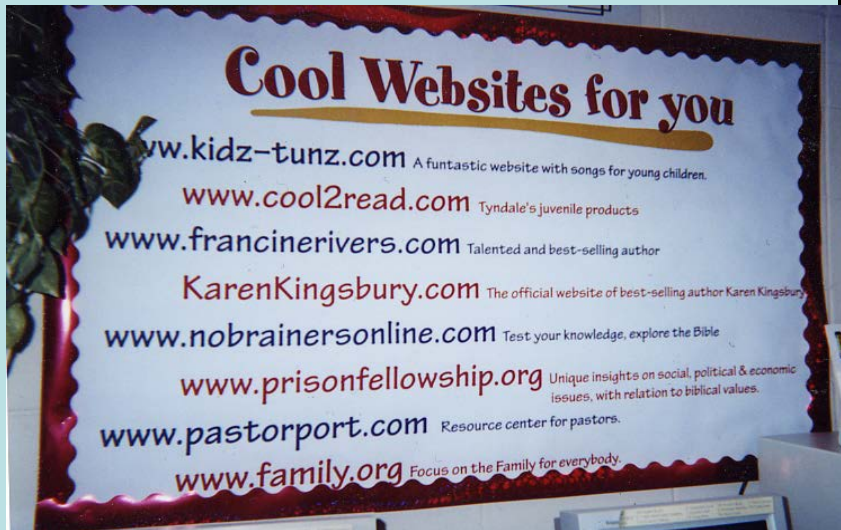 Cool Websites for you
ww.kidz-tunz.com A funtastic website with songs for young children.
www.cool2read.com Tyndale's juvenile products
www.francinerivers.com Talented and best-selling author
KarenKingsbury.com The official website of best-selling author Karen Kingsbury
www.nobrainersonline.com Test your knowledge, explore the Bible
www.prisonfellowship.org Unique insights on social, political & economic
issues, with relation to biblical values.
www.pastorport.com Resource center for pastors.
www.family.org Focus on the Family for everybody.